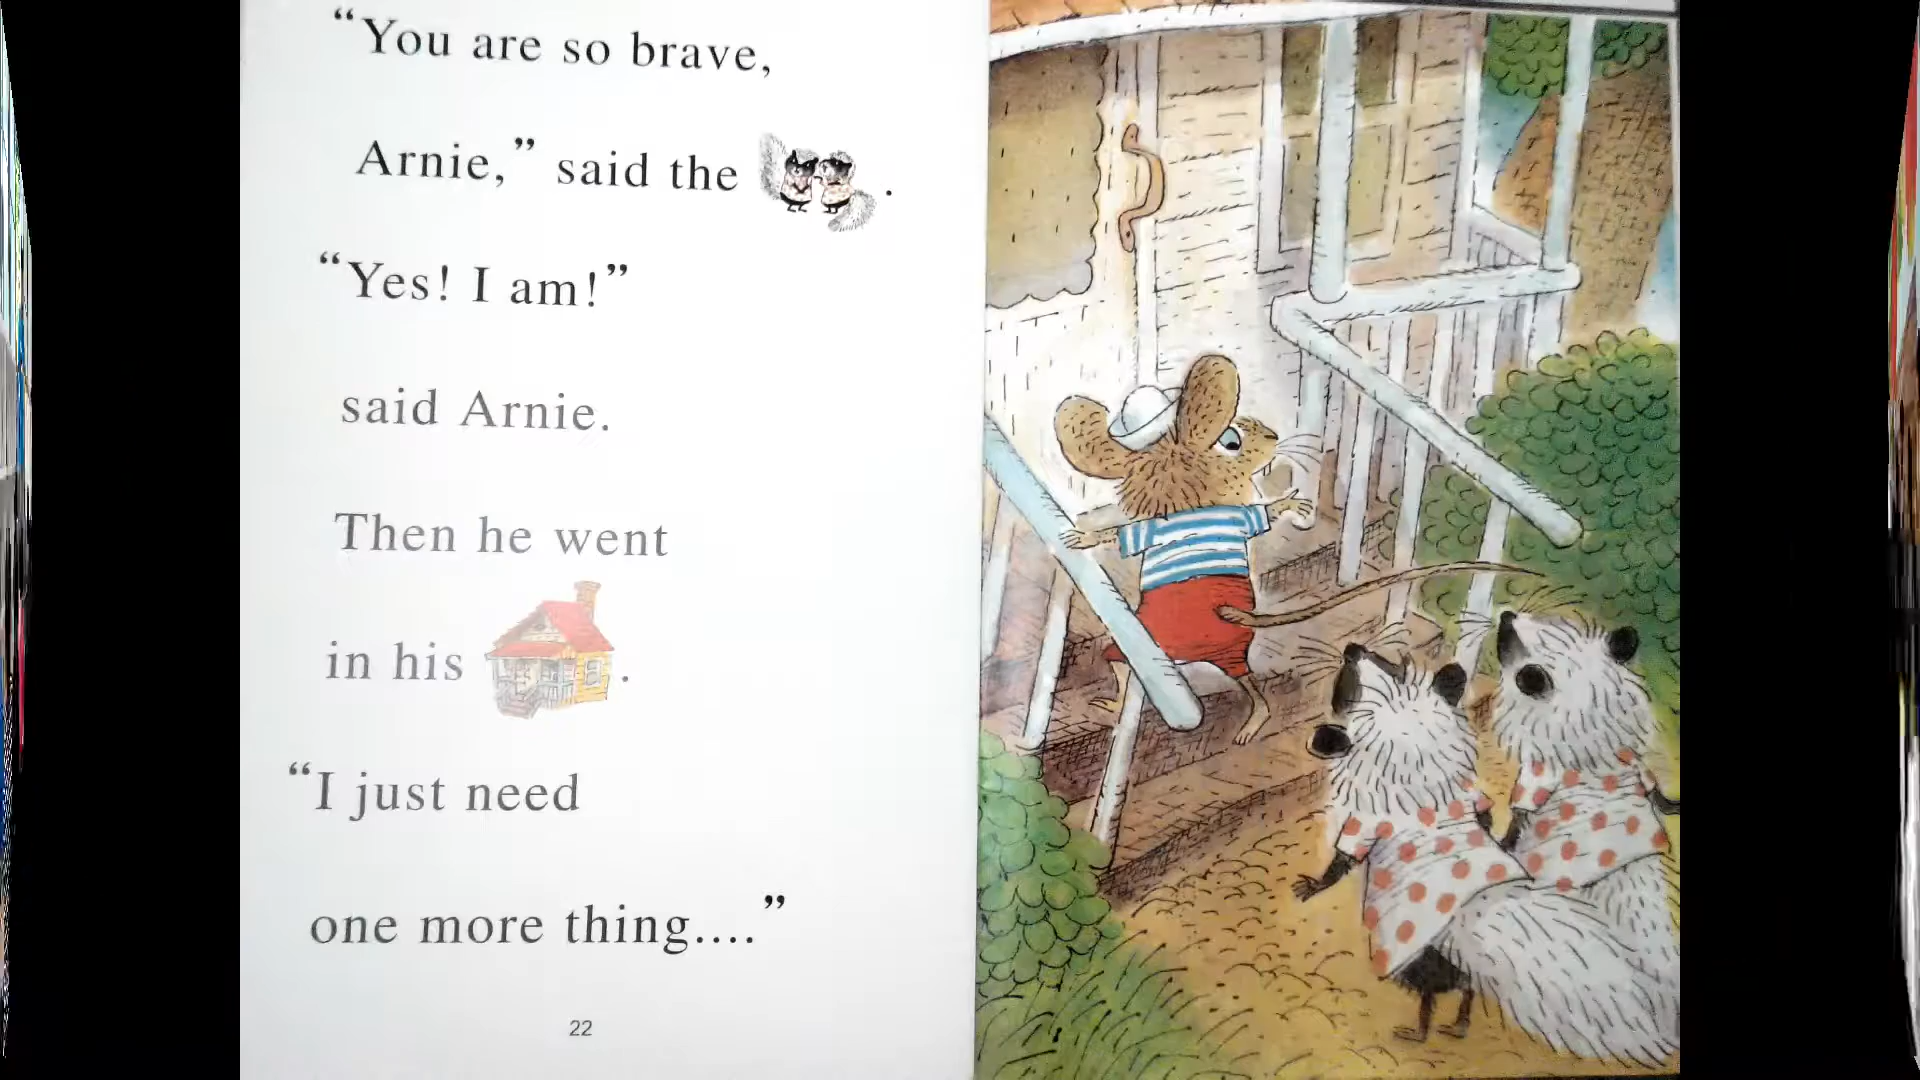 “You are so brave,
Arnie,” said the .
“Yes! I am!”
said Arnie.
Then he went
in his .
“I just need
one more thing....”
22